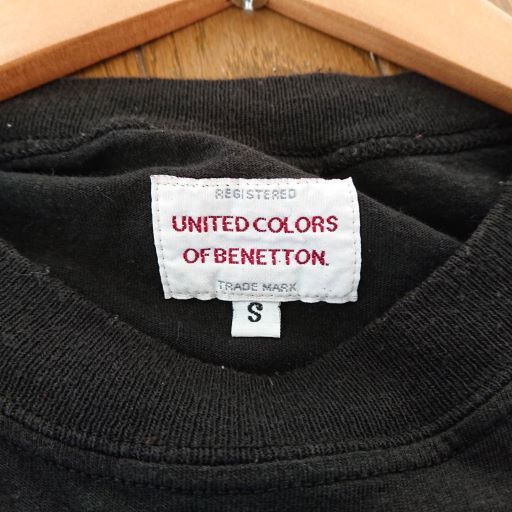 REGISTERED
UNITED COLORS
OF BENETTON.
TRADE MARK
S